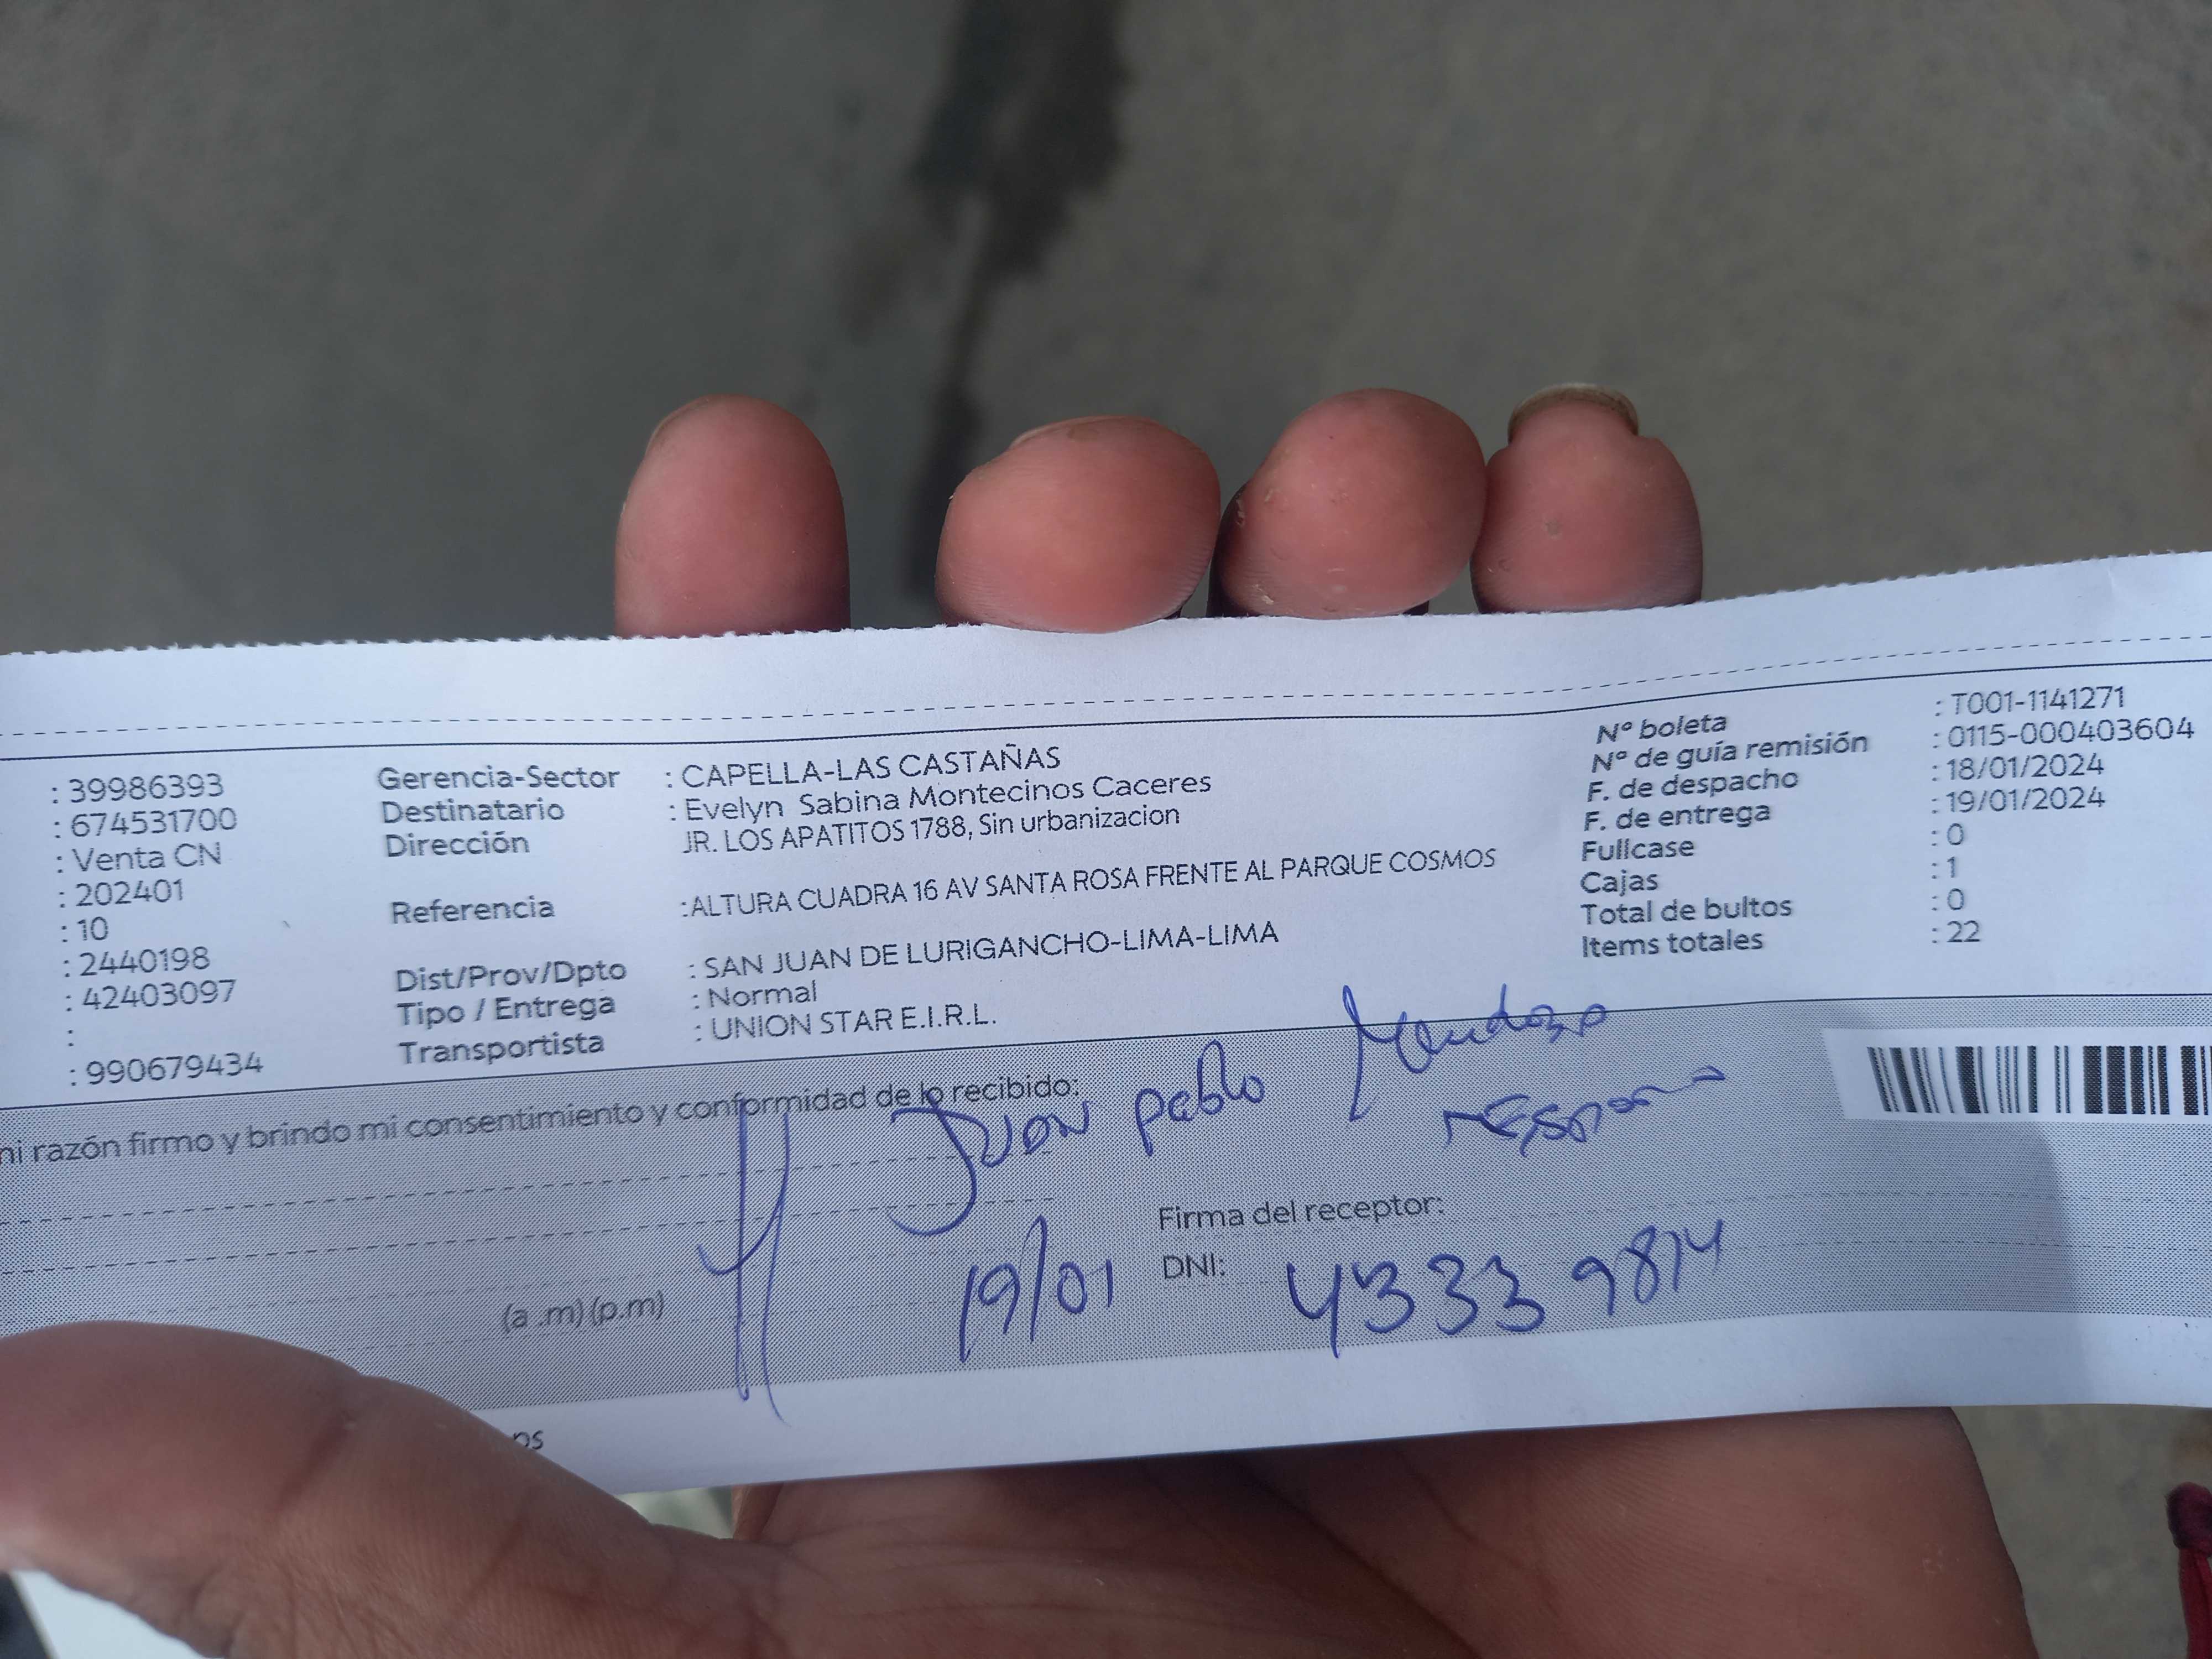 : 39986393
: 674531700
: Venta CN
: 202401
: 10
: 2440198
: 42403097
:
: 990679434
Gerencia-Sector : CAPELLA-LAS CASTAÑAS
Destinatario : Evelyn Sabina Montecinos Caceres
Dirección JR. LOS APATITOS 1788, Sin urbanizacion
Referencia :ALTURA CUADRA 16 AV SANTA ROSA FRENTE AL PARQUE COSMOS
Dist/Prov/Dpto : SAN JUAN DE LURIGANCHO-LIMA-LIMA
Tipo / Entrega : Normal
Transportista : UNION STAR E.I.R.L.
Nº boleta : T001-1141271
Nº de guía remisión : 0115-000403604
F. de despacho : 18/01/2024
F. de entrega : 19/01/2024
Fullcase : 0
Cajas : 1
Total de bultos : 0
Items totales : 22
mi razón firmo y brindo mi consentimiento y conformidad de lo recibido:
Juan pablo Mendoza
Firma del receptor:
(a .m) (p.m) 19/01 DNI: 43339814